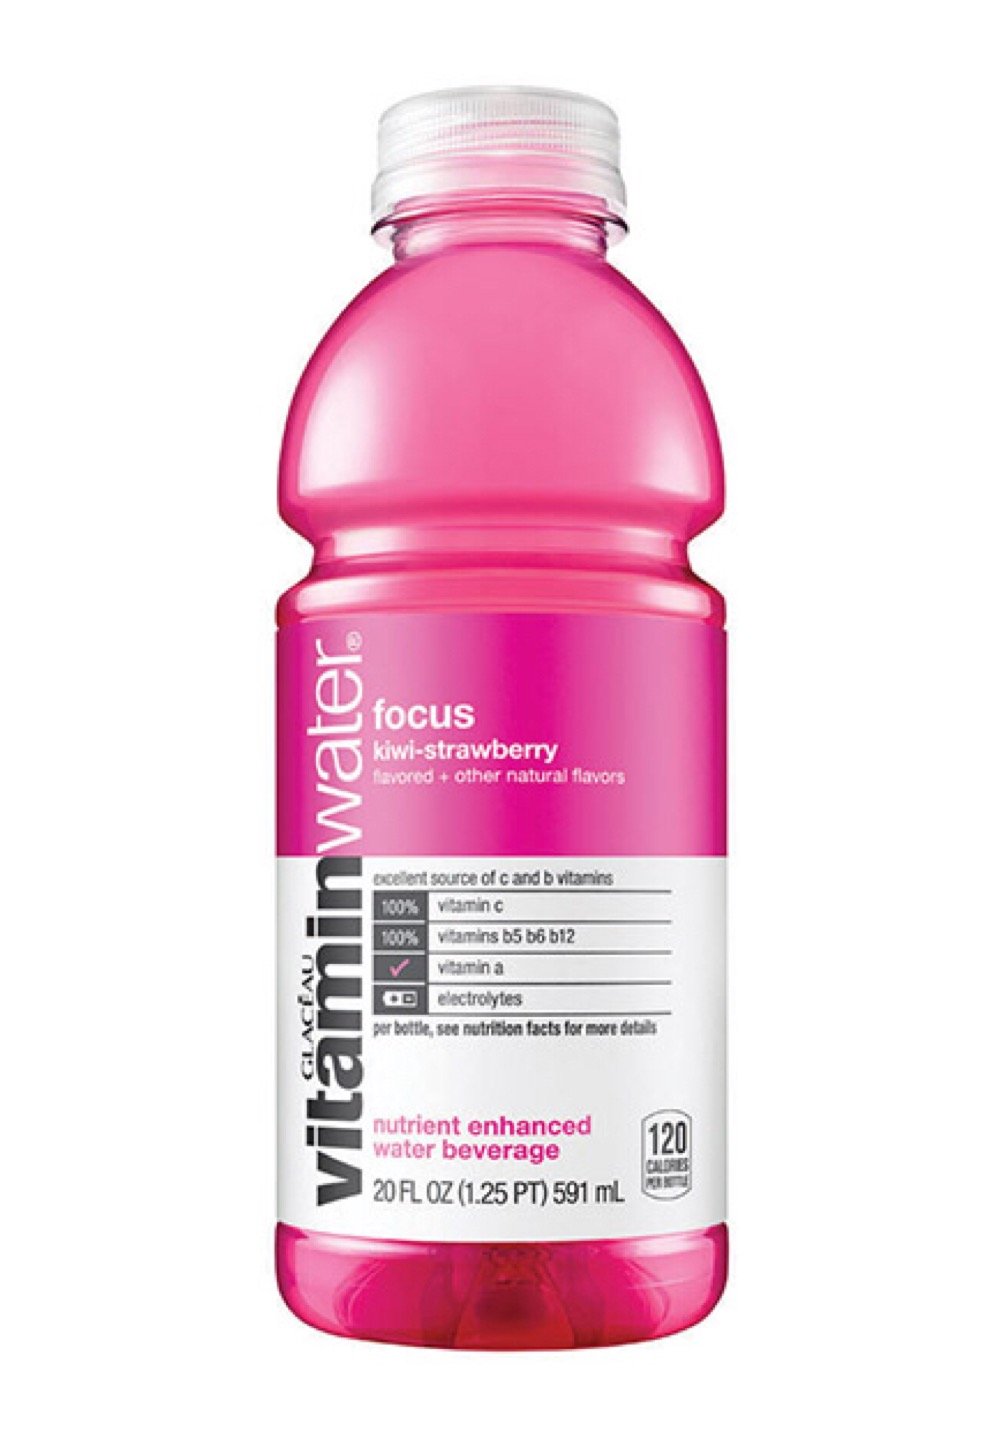 GLACÉAU
vitaminwater®
focus
kiwi-strawberry
flavored + other natural flavors
excellent source of c and b vitamins
100% vitamin c
100% vitamins b5 b6 b12
✓ vitamin a
electrolytes
per bottle, see nutrition facts for more details
nutrient enhanced
water beverage
20 FL OZ (1.25 PT) 591 mL
120
CALORIES
PER BOTTLE